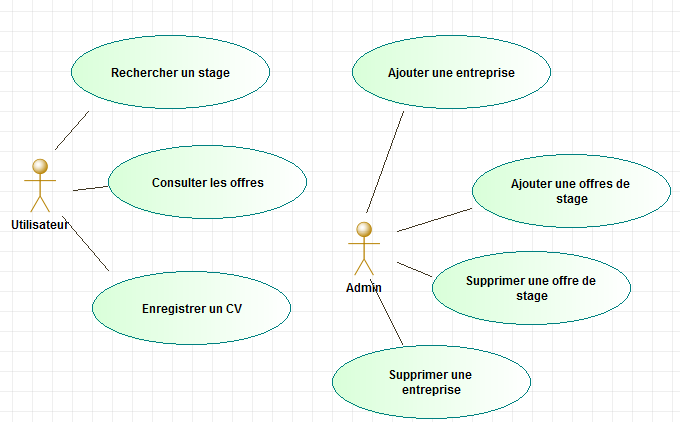 Rechercher un stage
Ajouter une entreprise
Consulter les offres
Ajouter une offres de
stage
Utilisateur
Admin
Supprimer une offre de
stage
Enregistrer un CV
Supprimer une
entreprise